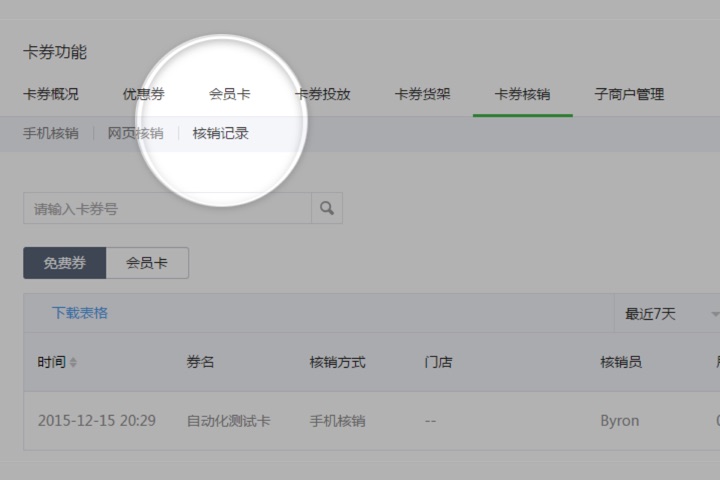 卡券功能
卡券概况 优惠券 会员卡 卡券投放 卡券货架 卡券核销 子商户管理
手机核销 网页核销 核销记录
请输入卡券号
免费券 会员卡
下载表格 最近7天
时间 券名 核销方式 门店 核销员
2015-12-15 20:29 自动化测试卡 手机核销 -- Byron